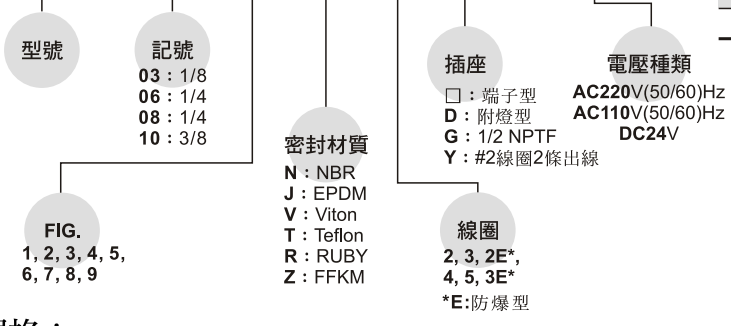 型號
記號
03：1/8
06：1/4
08：1/4
10：3/8
密封材質
N：NBR
J：EPDM
V：Viton
T：Teflon
R：RUBY
Z：FFKM
插座
□：端子型
D：附燈型
G：1/2 NPTF
Y：#2線圈2條出線
電壓種類
AC220V(50/60)Hz
AC110V(50/60)Hz
DC24V
FIG.
1, 2, 3, 4, 5,
6, 7, 8, 9
線圈
2, 3, 2E*,
4, 5, 3E*
*E:防爆型